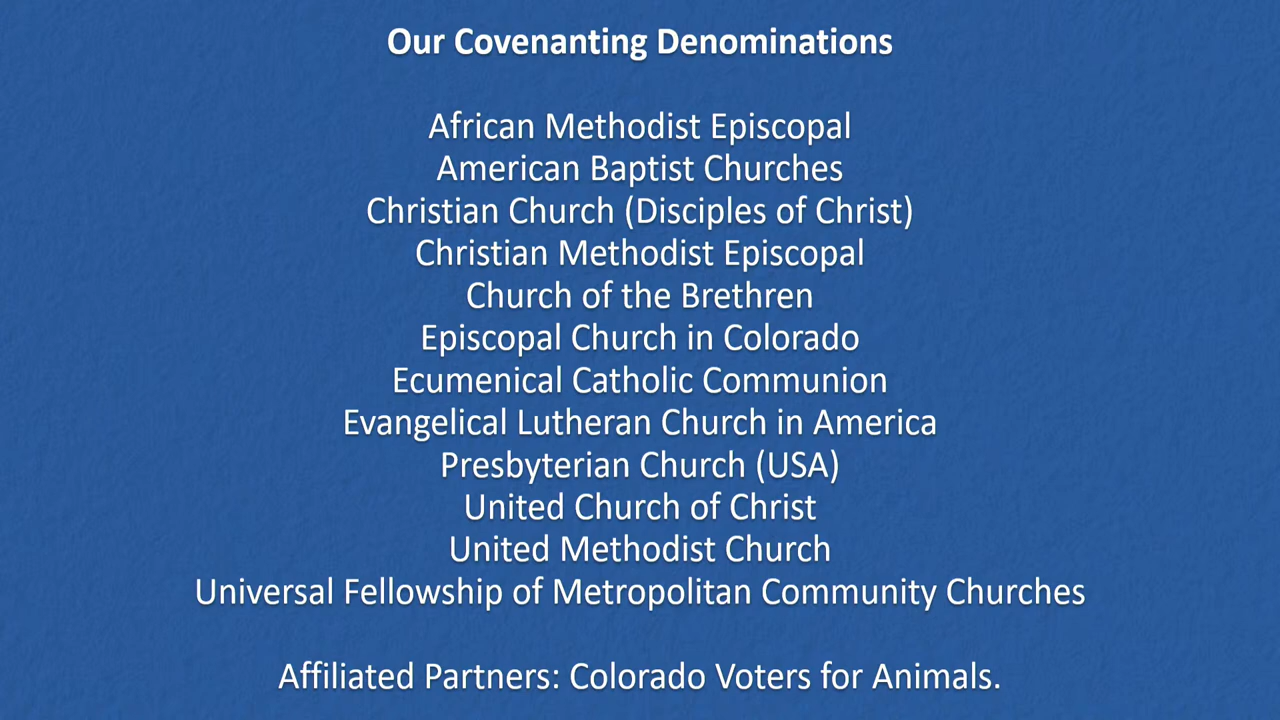 Our Covenanting Denominations
African Methodist Episcopal
American Baptist Churches
Christian Church (Disciples of Christ)
Christian Methodist Episcopal
Church of the Brethren
Episcopal Church in Colorado
Ecumenical Catholic Communion
Evangelical Lutheran Church in America
Presbyterian Church (USA)
United Church of Christ
United Methodist Church
Universal Fellowship of Metropolitan Community Churches
Affiliated Partners: Colorado Voters for Animals.